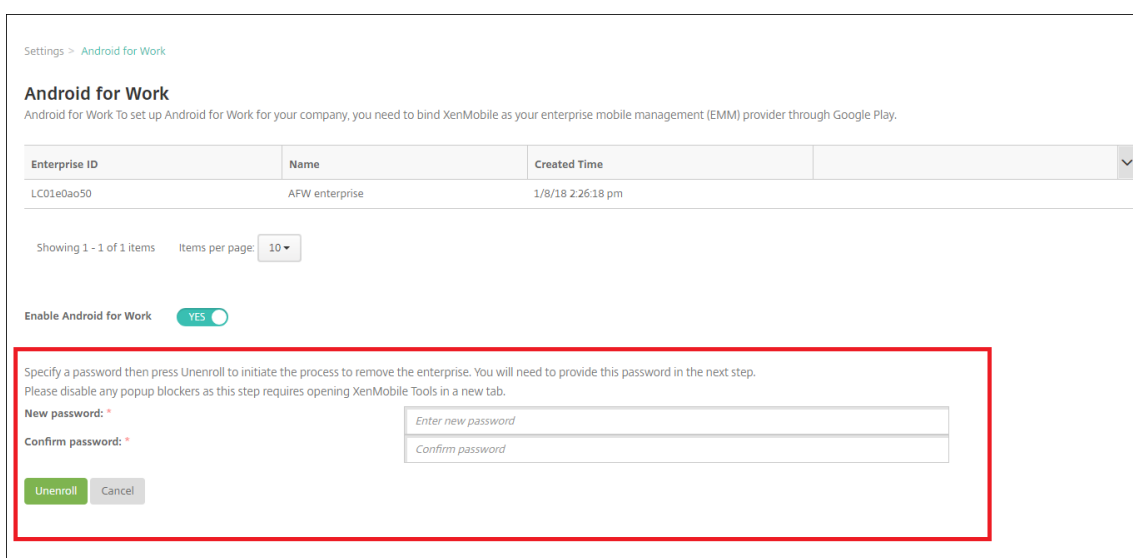 Settings > Android for Work
Android for Work
Android for Work To set up Android for Work for your company, you need to bind XenMobile as your enterprise mobile management (EMM) provider through Google Play.
Enterprise ID Name Created Time
LC01e0ao50 AFW enterprise 1/8/18 2:26:18 pm
Showing 1 - 1 of 1 items Items per page: 10
Enable Android for Work YES
Specify a password then press Unenroll to initiate the process to remove the enterprise. You will need to provide this password in the next step.
Please disable any popup blockers as this step requires opening XenMobile Tools in a new tab.
New password: * Enter new password
Confirm password: * Confirm password
Unenroll Cancel